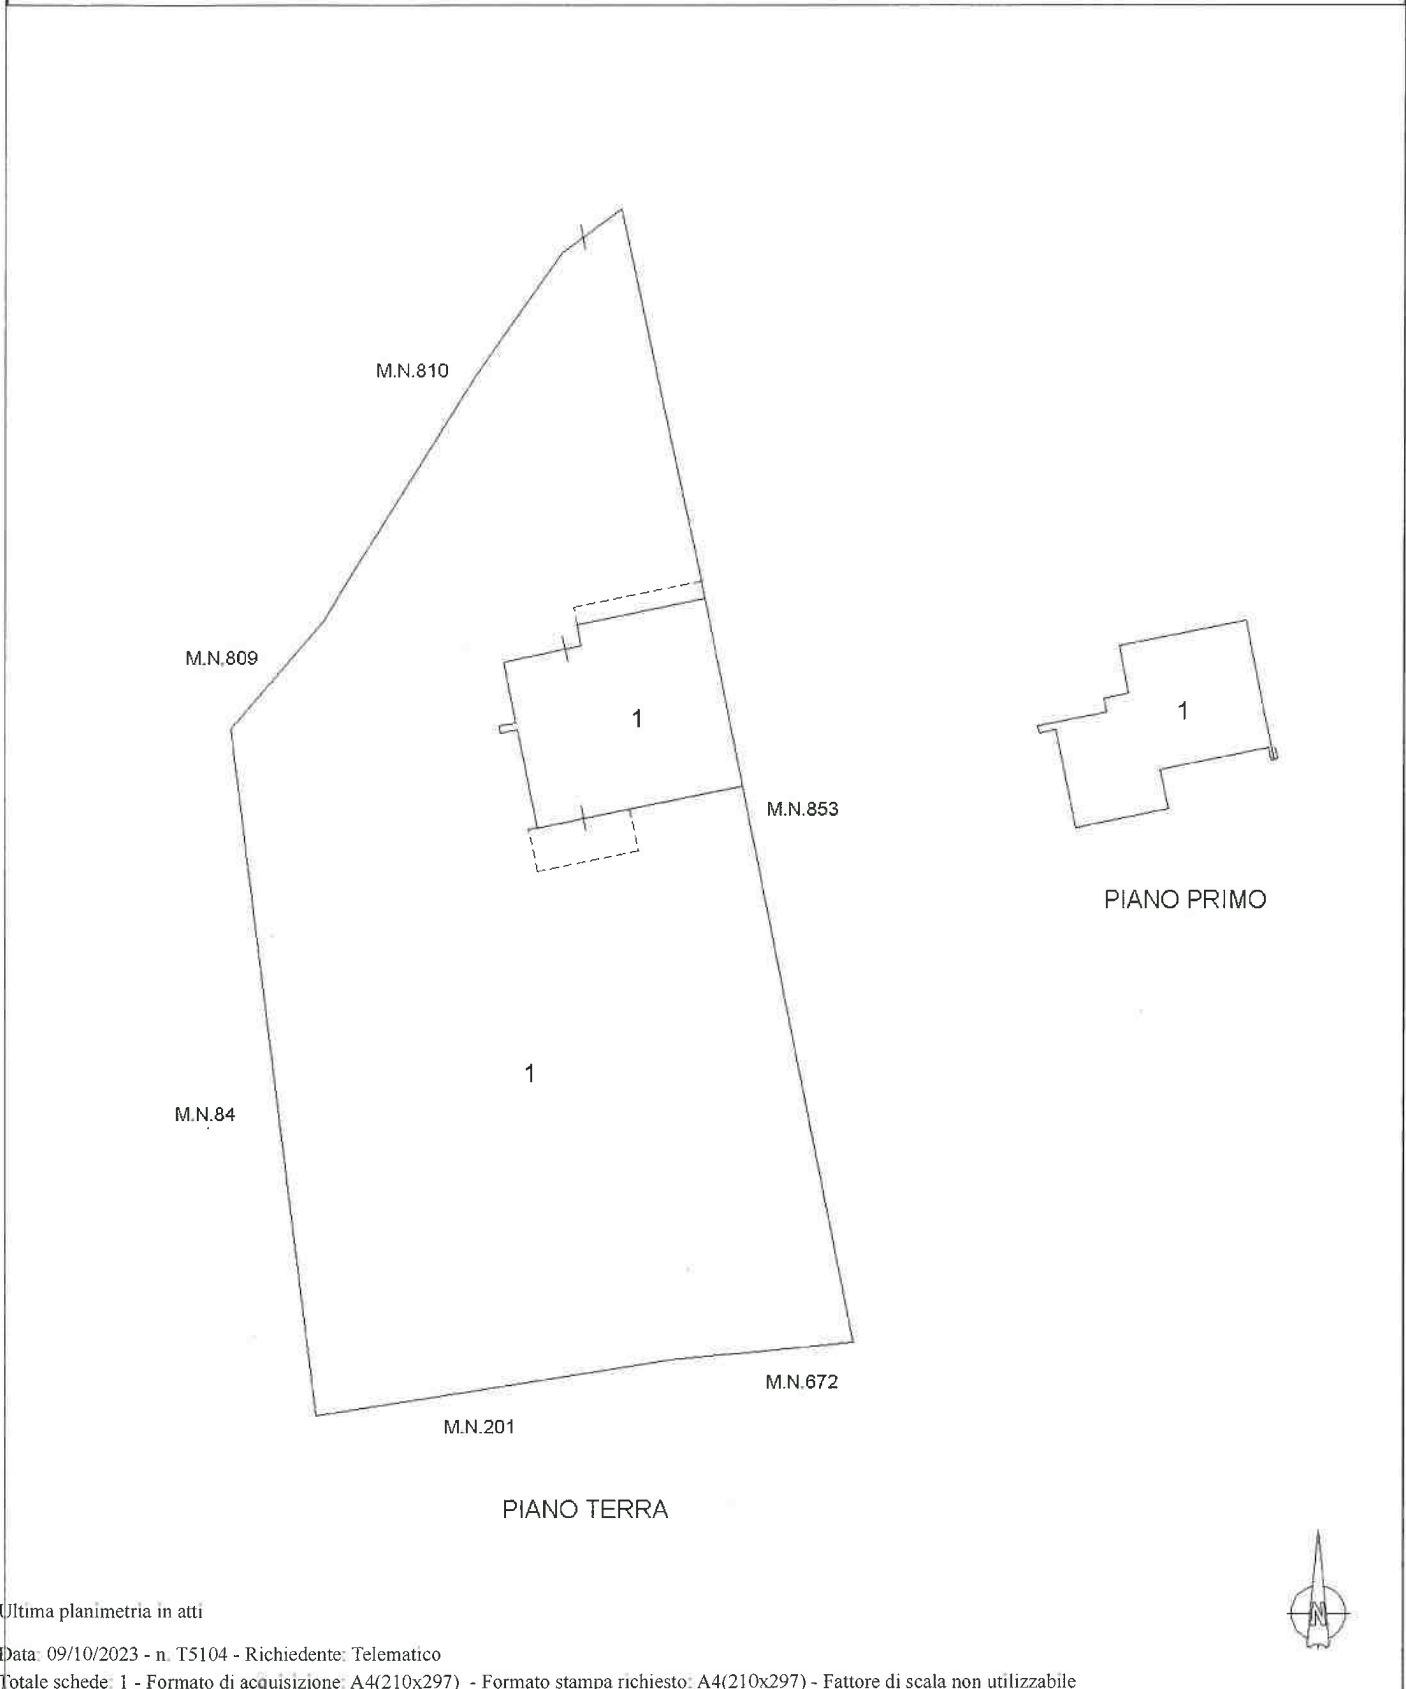 M.N.810
M.N.809
1
1
M.N.853
PIANO PRIMO
1
M.N.84
M.N.672
M.N.201
PIANO TERRA
N
Ultima planimetria in atti
Data: 09/10/2023 - n. T5104 - Richiedente: Telematico
Totale schede: 1 - Formato di acquisizione: A4(210x297) - Formato stampa richiesto: A4(210x297) - Fattore di scala non utilizzabile